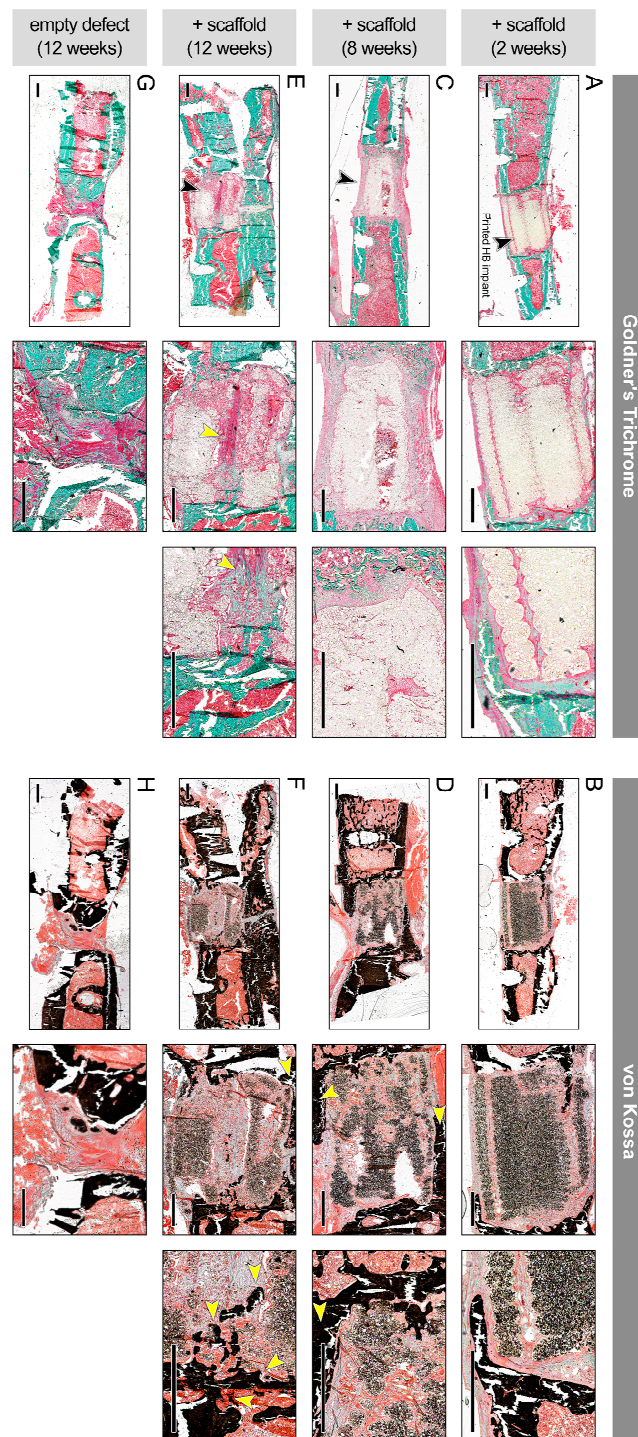 empty defect
(12 weeks)
+ scaffold
(12 weeks)
+ scaffold
(8 weeks)
+ scaffold
(2 weeks)
Goldner's Trichrome
G
E
C
A
Printed HB impant
von Kossa
H
F
D
B